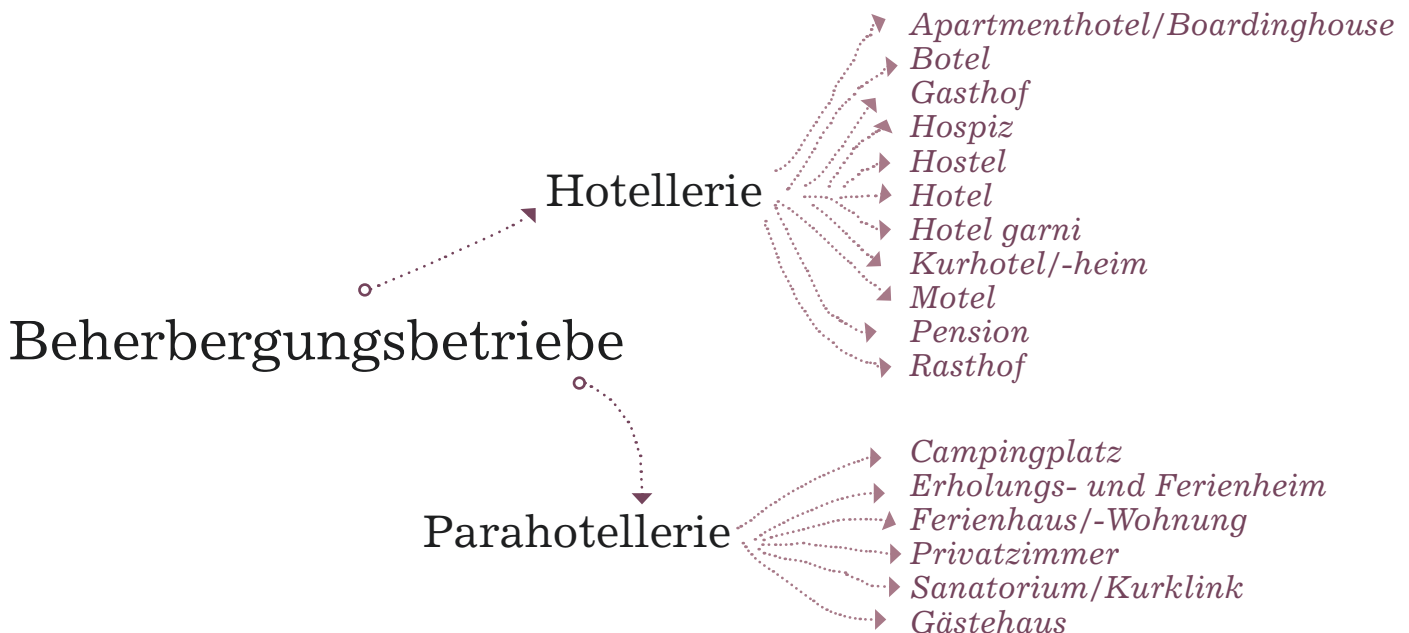 Apartmenthotel/Boardinghouse
Botel
Gasthof
Hospiz
Hostel
Hotellerie
Hotel
Hotel garni
Kurhotel/-heim
Motel
Beherbergungsbetriebe
Pension
Rasthof
Campingplatz
Erholungs- und Ferienheim
Ferienhaus/-Wohnung
Parahotellerie
Privatzimmer
Sanatorium/Kurklink
Gästehaus